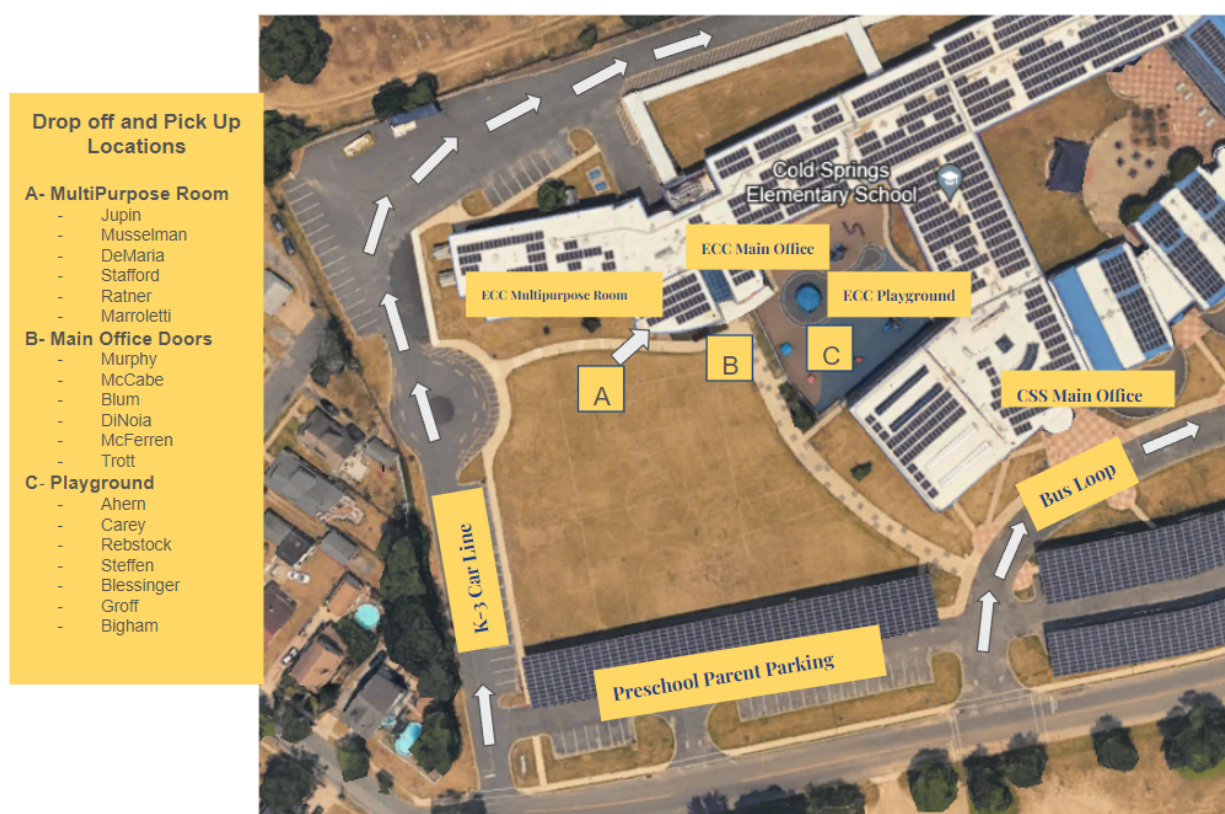 Drop off and Pick Up
Locations
A- MultiPurpose Room
- Jupin
- Musselman
- DeMaria
- Stafford
- Ratner
- Marroletti
B- Main Office Doors
- Murphy
- McCabe
- Blum
- DiNoia
- McFerren
- Trott
C- Playground
- Ahern
- Carey
- Rebstock
- Steffen
- Blessinger
- Groff
- Bigham
Cold Springs
Elementary School
ECC Main Office
ECC Multipurpose Room
ECC Playground
A
B
C
CSS Main Office
Bus Loop
K-3 Car Line
Preschool Parent Parking